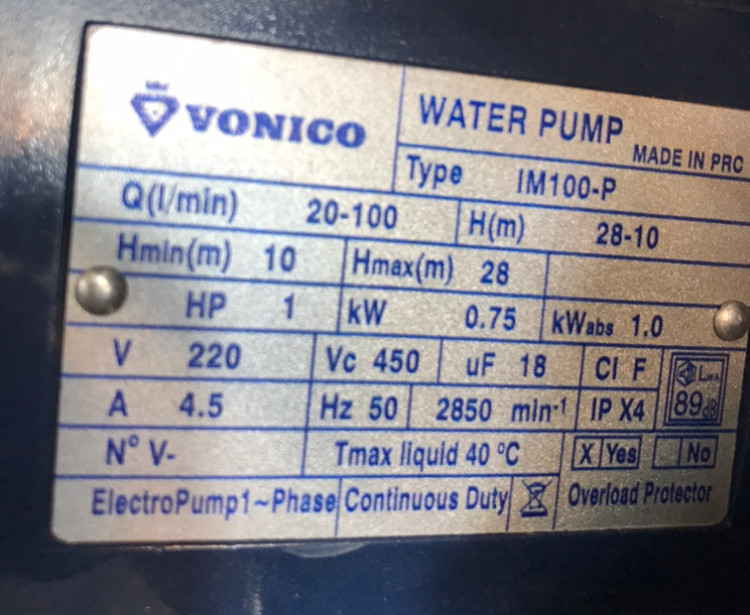 VONICO
WATER PUMP
MADE IN PRC
Type IM100-P
Q(l/min) 20-100 H(m) 28-10
Hmin(m) 10 Hmax(m) 28
HP 1 kW 0.75 kWabs 1.0
V 220 Vc 450 uF 18 Cl F LWA
A 4.5 Hz 50 2850 min-1 IP X4 89dB
N° V- Tmax liquid 40 °C X Yes No
ElectroPump1~Phase Continuous Duty Overload Protector